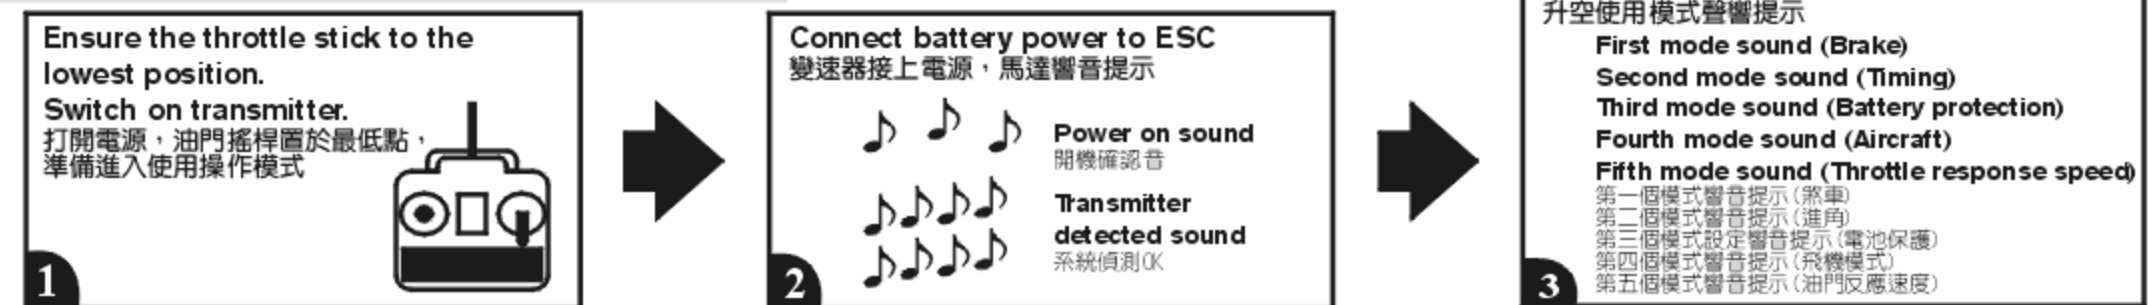 Ensure the throttle stick to the
lowest position.
Switch on transmitter.
打開電源，油門搖桿置於最低點，
準備進入使用操作模式
1
Connect battery power to ESC
變速器接上電源，馬達響音提示
Power on sound
開機確認音
Transmitter
detected sound
系統偵測OK
2
升空使用模式聲響提示
First mode sound (Brake)
Second mode sound (Timing)
Third mode sound (Battery protection)
Fourth mode sound (Aircraft)
Fifth mode sound (Throttle response speed)
第一個模式響音提示(煞車)
第二個模式響音提示(進角)
第三個模式設定響音提示(電池保護)
第四個模式響音提示(飛機模式)
第五個模式響音提示(油門反應速度)
3